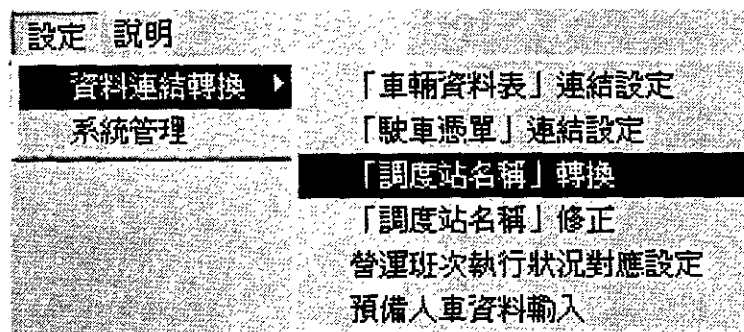 設定 說明
資料連結轉換
系統管理
「車輛資料表」連結設定
「駛車憑單」連結設定
「調度站名稱」轉換
「調度站名稱」修正
營運班次執行狀況對應設定
預備人車資料輸入